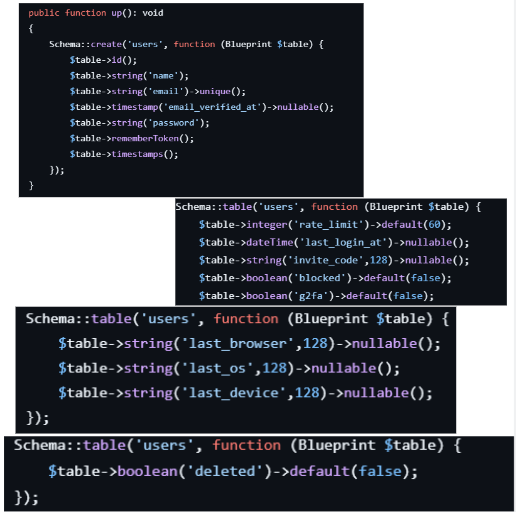 public function up(): void
{
Schema::create('users', function (Blueprint $table) {
$table->id();
$table->string('name');
$table->string('email')->unique();
$table->timestamp('email_verified_at')->nullable();
$table->string('password');
$table->rememberToken();
$table->timestamps();
});
}
Schema::table('users', function (Blueprint $table) {
$table->integer('rate_limit')->default(60);
$table->dateTime('last_login_at')->nullable();
$table->string('invite_code',128)->nullable();
$table->boolean('blocked')->default(false);
$table->boolean('g2fa')->default(false);
Schema::table('users', function (Blueprint $table) {
$table->string('last_browser',128)->nullable();
$table->string('last_os',128)->nullable();
$table->string('last_device',128)->nullable();
});
Schema::table('users', function (Blueprint $table) {
$table->boolean('deleted')->default(false);
});